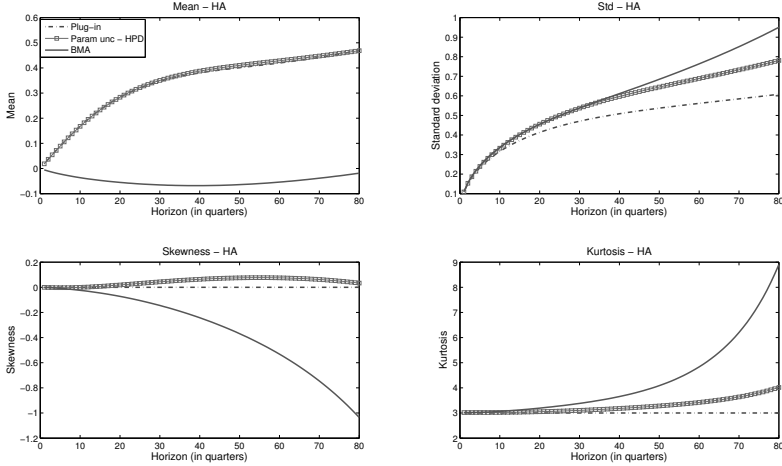 Mean − HA
0.6
0.5
0.4
0.3
0.2
0.1
0
−0.1
Mean
Plug−in
Param unc − HPD
BMA
0 10 20 30 40 50 60 70 80
Horizon (in quarters)
Std − HA
1
0.9
0.8
0.7
0.6
0.5
0.4
0.3
0.2
0.1
Standard deviation
0 10 20 30 40 50 60 70 80
Horizon (in quarters)
Skewness − HA
0.2
0
−0.2
−0.4
−0.6
−0.8
−1
−1.2
Skewness
0 10 20 30 40 50 60 70 80
Horizon (in quarters)
Kurtosis − HA
9
8
7
6
5
4
3
2
Kurtosis
0 10 20 30 40 50 60 70 80
Horizon (in quarters)